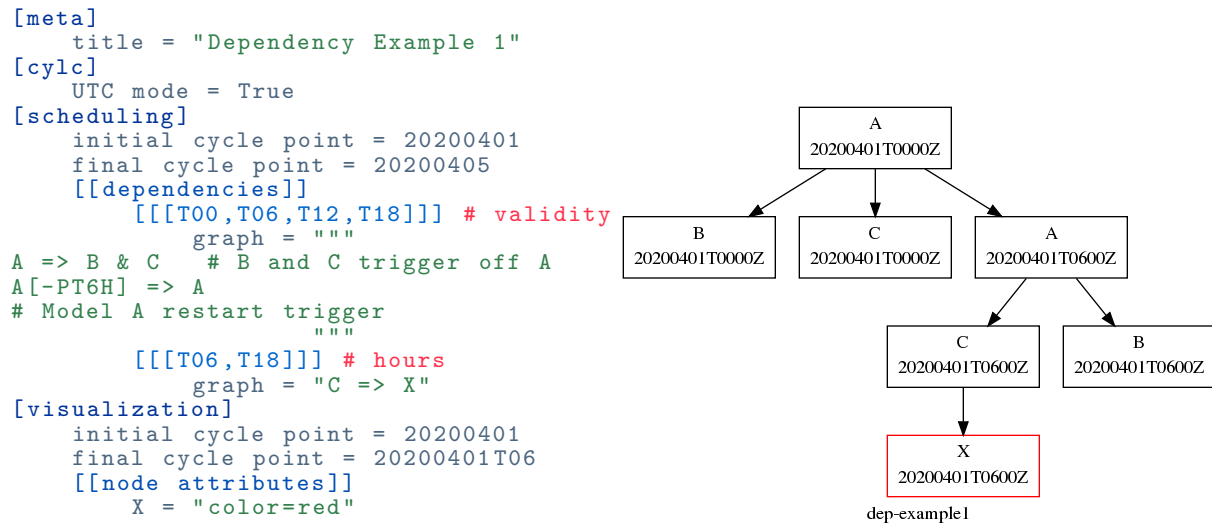 [meta]
    title = "Dependency Example 1"
[cylc]
    UTC mode = True
[scheduling]
    initial cycle point = 20200401
    final cycle point = 20200405
    [[dependencies]]
        [[[T00,T06,T12,T18]]] # validity
            graph = """
A => B & C   # B and C trigger off A
A[-PT6H] => A
# Model A restart trigger
                    """
        [[[T06,T18]]] # hours
            graph = "C => X"
[visualization]
    initial cycle point = 20200401
    final cycle point = 20200401T06
    [[node attributes]]
        X = "color=red"
A
20200401T0000Z
B
20200401T0000Z
C
20200401T0000Z
A
20200401T0600Z
C
20200401T0600Z
B
20200401T0600Z
X
20200401T0600Z
dep-example1